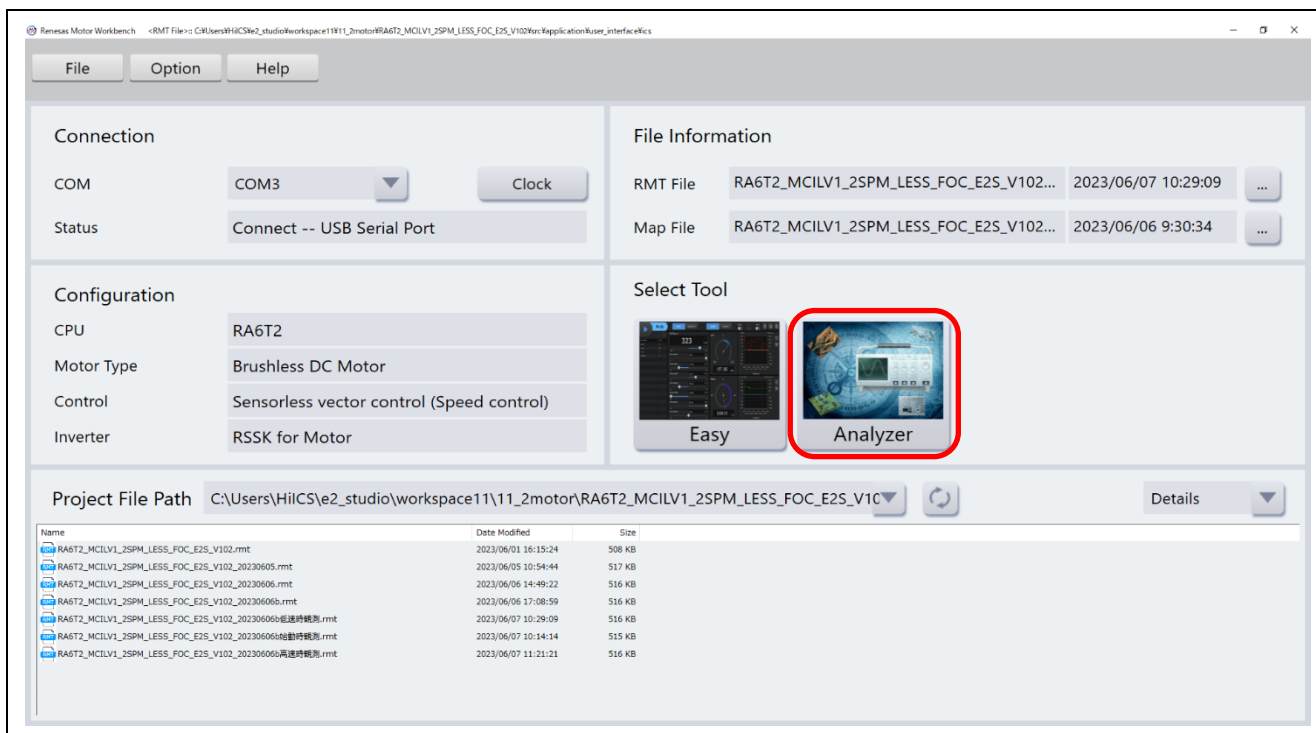 Renesas Motor Workbench <RMT File>:: C:¥Users¥HiICS¥e2_studio¥workspace11¥11_2motor¥RA6T2_MCILV1_2SPM_LESS_FOC_E2S_V102¥src¥application¥user_interface¥ics
File Option Help
Connection
COM COM3 Clock
Status Connect -- USB Serial Port
File Information
RMT File RA6T2_MCILV1_2SPM_LESS_FOC_E2S_V102... 2023/06/07 10:29:09 ...
Map File RA6T2_MCILV1_2SPM_LESS_FOC_E2S_V102... 2023/06/06 9:30:34 ...
Configuration
CPU RA6T2
Motor Type Brushless DC Motor
Control Sensorless vector control (Speed control)
Inverter RSSK for Motor
Select Tool
323
Easy Analyzer
Project File Path C:\Users\HiICS\e2_studio\workspace11\11_2motor\RA6T2_MCILV1_2SPM_LESS_FOC_E2S_V10 Details
Name Date Modified Size
RMT RA6T2_MCILV1_2SPM_LESS_FOC_E2S_V102.rmt 2023/06/01 16:15:24 508 KB
RMT RA6T2_MCILV1_2SPM_LESS_FOC_E2S_V102_20230605.rmt 2023/06/05 10:54:44 517 KB
RMT RA6T2_MCILV1_2SPM_LESS_FOC_E2S_V102_20230606.rmt 2023/06/06 14:49:22 516 KB
RMT RA6T2_MCILV1_2SPM_LESS_FOC_E2S_V102_20230606b.rmt 2023/06/06 17:08:59 516 KB
RMT RA6T2_MCILV1_2SPM_LESS_FOC_E2S_V102_20230606b低速時観測.rmt 2023/06/07 10:29:09 516 KB
RMT RA6T2_MCILV1_2SPM_LESS_FOC_E2S_V102_20230606b始動時観測.rmt 2023/06/07 10:14:14 515 KB
RMT RA6T2_MCILV1_2SPM_LESS_FOC_E2S_V102_20230606b高速時観測.rmt 2023/06/07 11:21:21 516 KB